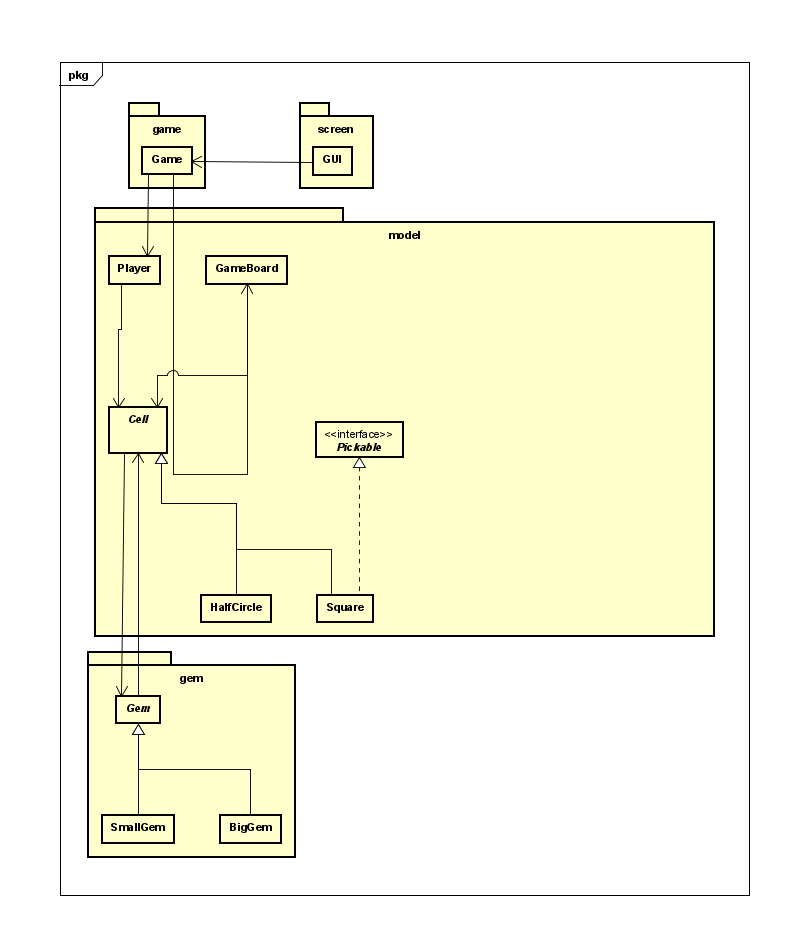 pkg
game
screen
Game
GUI
model
Player
GameBoard
Cell
<<interface>>
Pickable
HalfCircle
Square
gem
Gem
SmallGem
BigGem